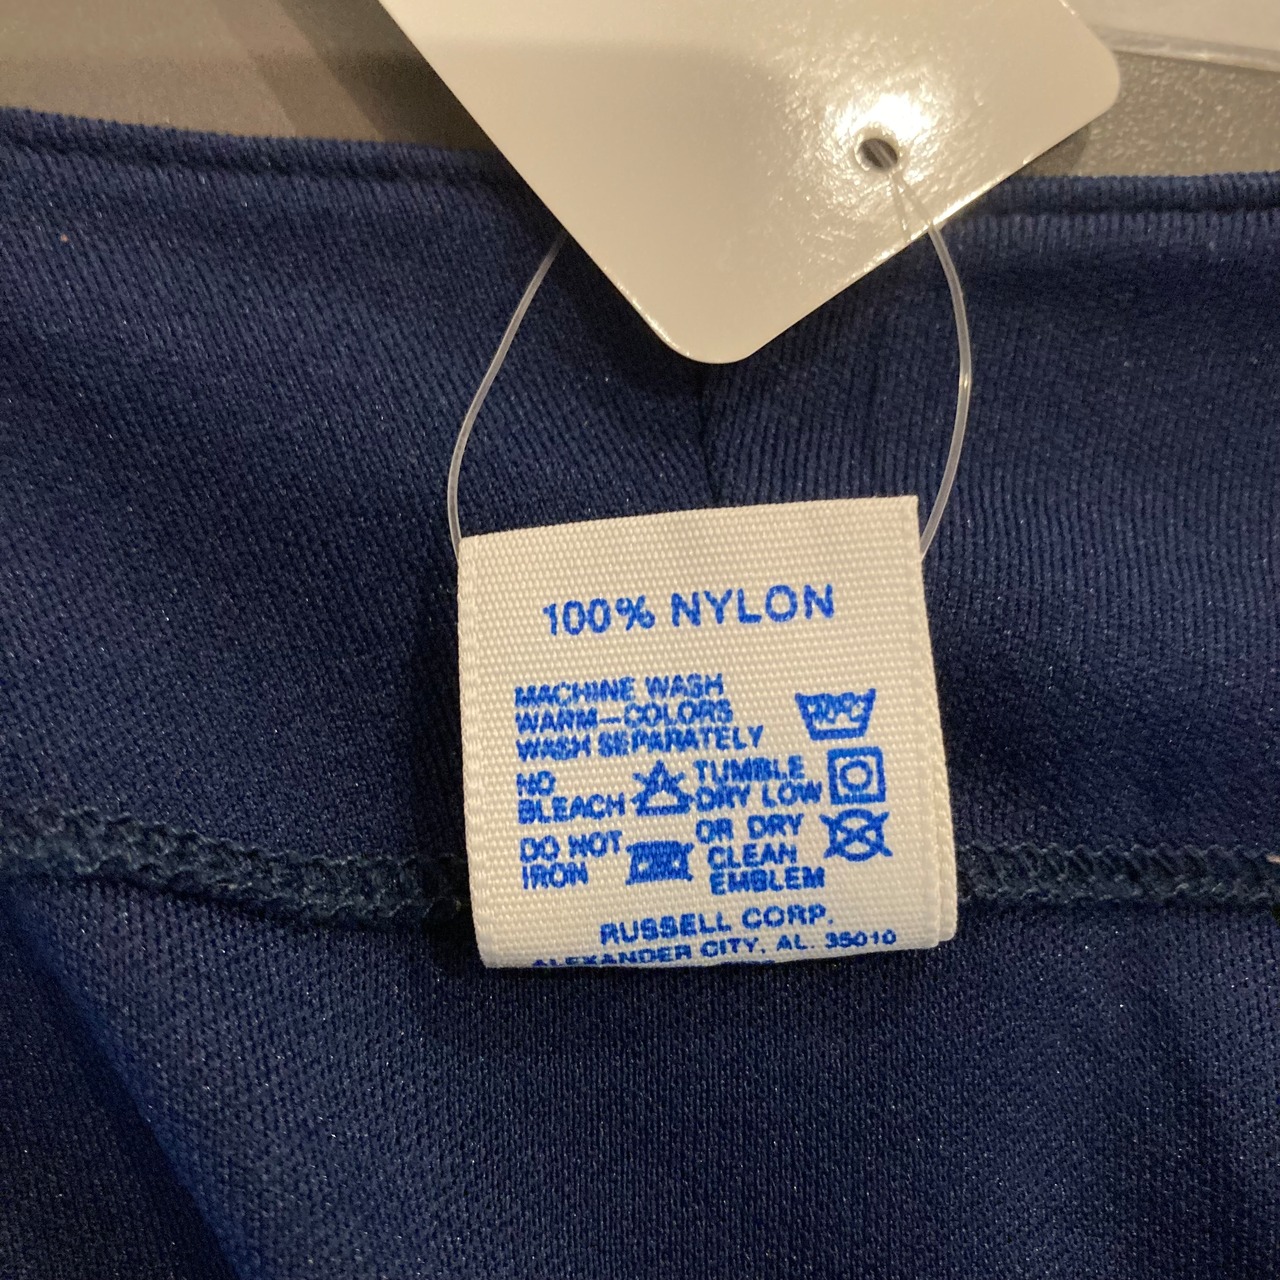 100% NYLON
MACHINE WASH
WARM—COLORS
WASH SEPARATELY
NO
BLEACH
TUMBLE
DRY LOW
DO NOT
IRON
OR DRY
CLEAN
EMBLEM
RUSSELL CORP.
ALEXANDER CITY, AL. 35010